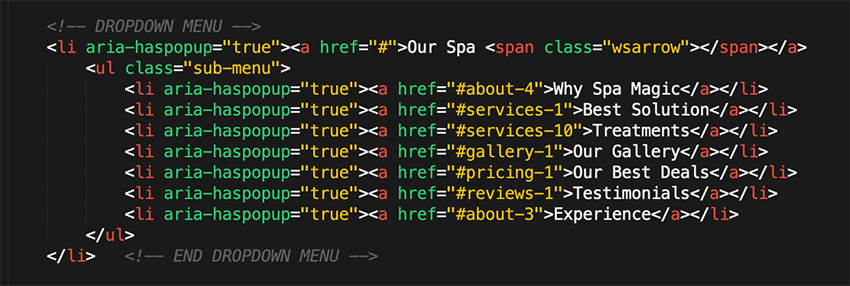 <!-- DROPDOWN MENU -->
<li aria-haspopup="true"><a href="#">Our Spa <span class="wsarrow"></span></a>
<ul class="sub-menu">
<li aria-haspopup="true"><a href="#about-4">Why Spa Magic</a></li>
<li aria-haspopup="true"><a href="#services-1">Best Solution</a></li>
<li aria-haspopup="true"><a href="#services-10">Treatments</a></li>
<li aria-haspopup="true"><a href="#gallery-1">Our Gallery</a></li>
<li aria-haspopup="true"><a href="#pricing-1">Our Best Deals</a></li>
<li aria-haspopup="true"><a href="#reviews-1">Testimonials</a></li>
<li aria-haspopup="true"><a href="#about-3">Experience</a></li>
</ul>
</li> <!-- END DROPDOWN MENU -->